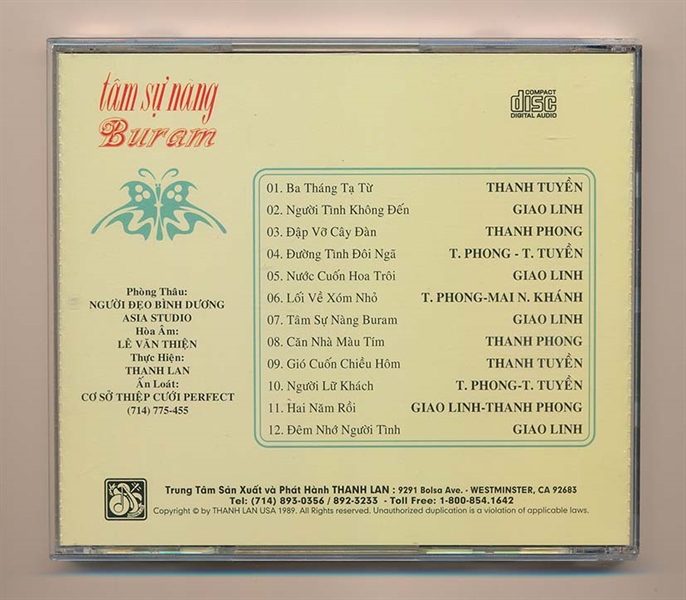 tâm sự nàng
Buram
COMPACT
disc
DIGITAL AUDIO
01. Ba Tháng Tạ Từ THANH TUYỀN
02. Người Tình Không Đến GIAO LINH
03. Đập Vỡ Cây Đàn THANH PHONG
04. Đường Tình Đôi Ngã T. PHONG - T. TUYỀN
05. Nước Cuốn Hoa Trôi GIAO LINH
06. Lối Về Xóm Nhỏ T. PHONG-MAI N. KHÁNH
07. Tâm Sự Nàng Buram GIAO LINH
08. Căn Nhà Màu Tím THANH PHONG
09. Gió Cuốn Chiều Hôm THANH TUYỀN
10. Người Lữ Khách T. PHONG-T. TUYỀN
11. Hai Năm Rồi GIAO LINH-THANH PHONG
12. Đêm Nhớ Người Tình GIAO LINH
Phòng Thâu:
NGƯỜI ĐẸO BÌNH DƯƠNG
ASIA STUDIO
Hòa Âm:
LÊ VĂN THIỆN
Thực Hiện:
THANH LAN
Ấn Loát:
CƠ SỞ THIỆP CƯỚI PERFECT
(714) 775-455
Trung Tâm Sản Xuất và Phát Hành THANH LAN : 9291 Bolsa Ave. - WESTMINSTER, CA 92683
Tel: (714) 893-0356 / 892-3233 - Toll Free: 1-800-854.1642
Copyright © by THANH LAN USA 1989. All Rights reserved. Unauthorized duplication is a violation of applicable laws.